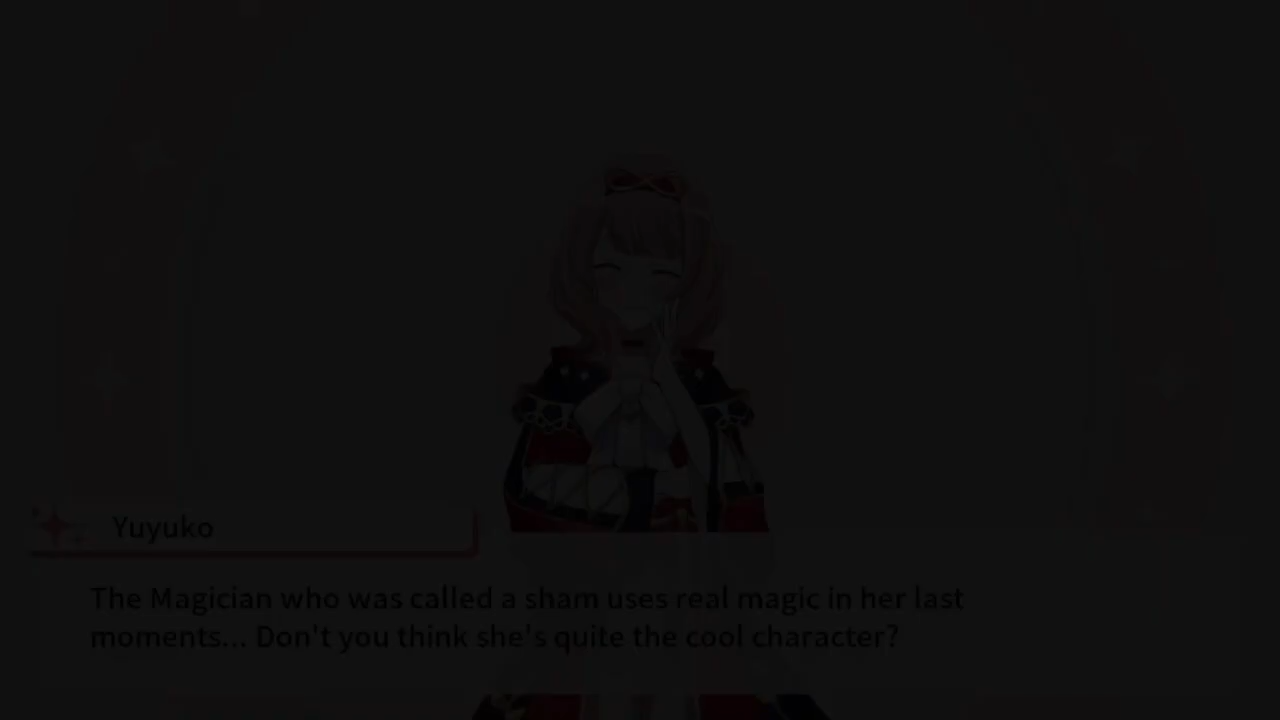 Yuyuko
The Magician who was called a sham uses real magic in her last
moments... Don't you think she's quite the cool character?